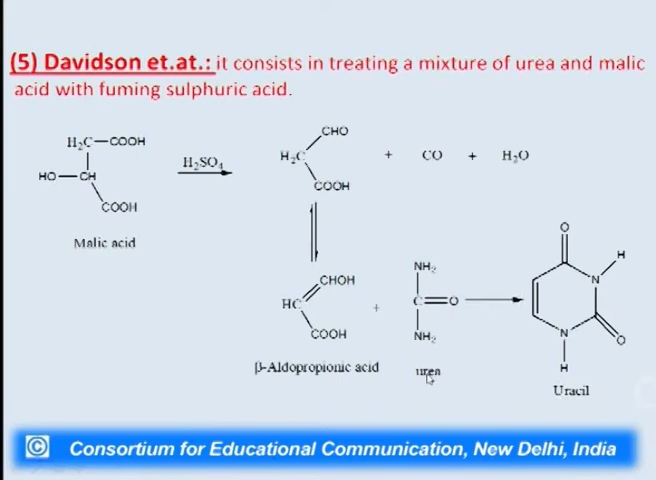 (5) Davidson et.at.: it consists in treating a mixture of urea and malic
acid with fuming sulphuric acid.
H₂C—COOH
HO—CH
COOH
Malic acid
H₂SO₄
CHO
H₂C
COOH
+ CO + H₂O
CHOH
HC
COOH
β-Aldopropionic acid
+
NH₂
C=O
NH₂
urea
O
H
N
N
O
H
Uracil
© Consortium for Educational Communication, New Delhi, India